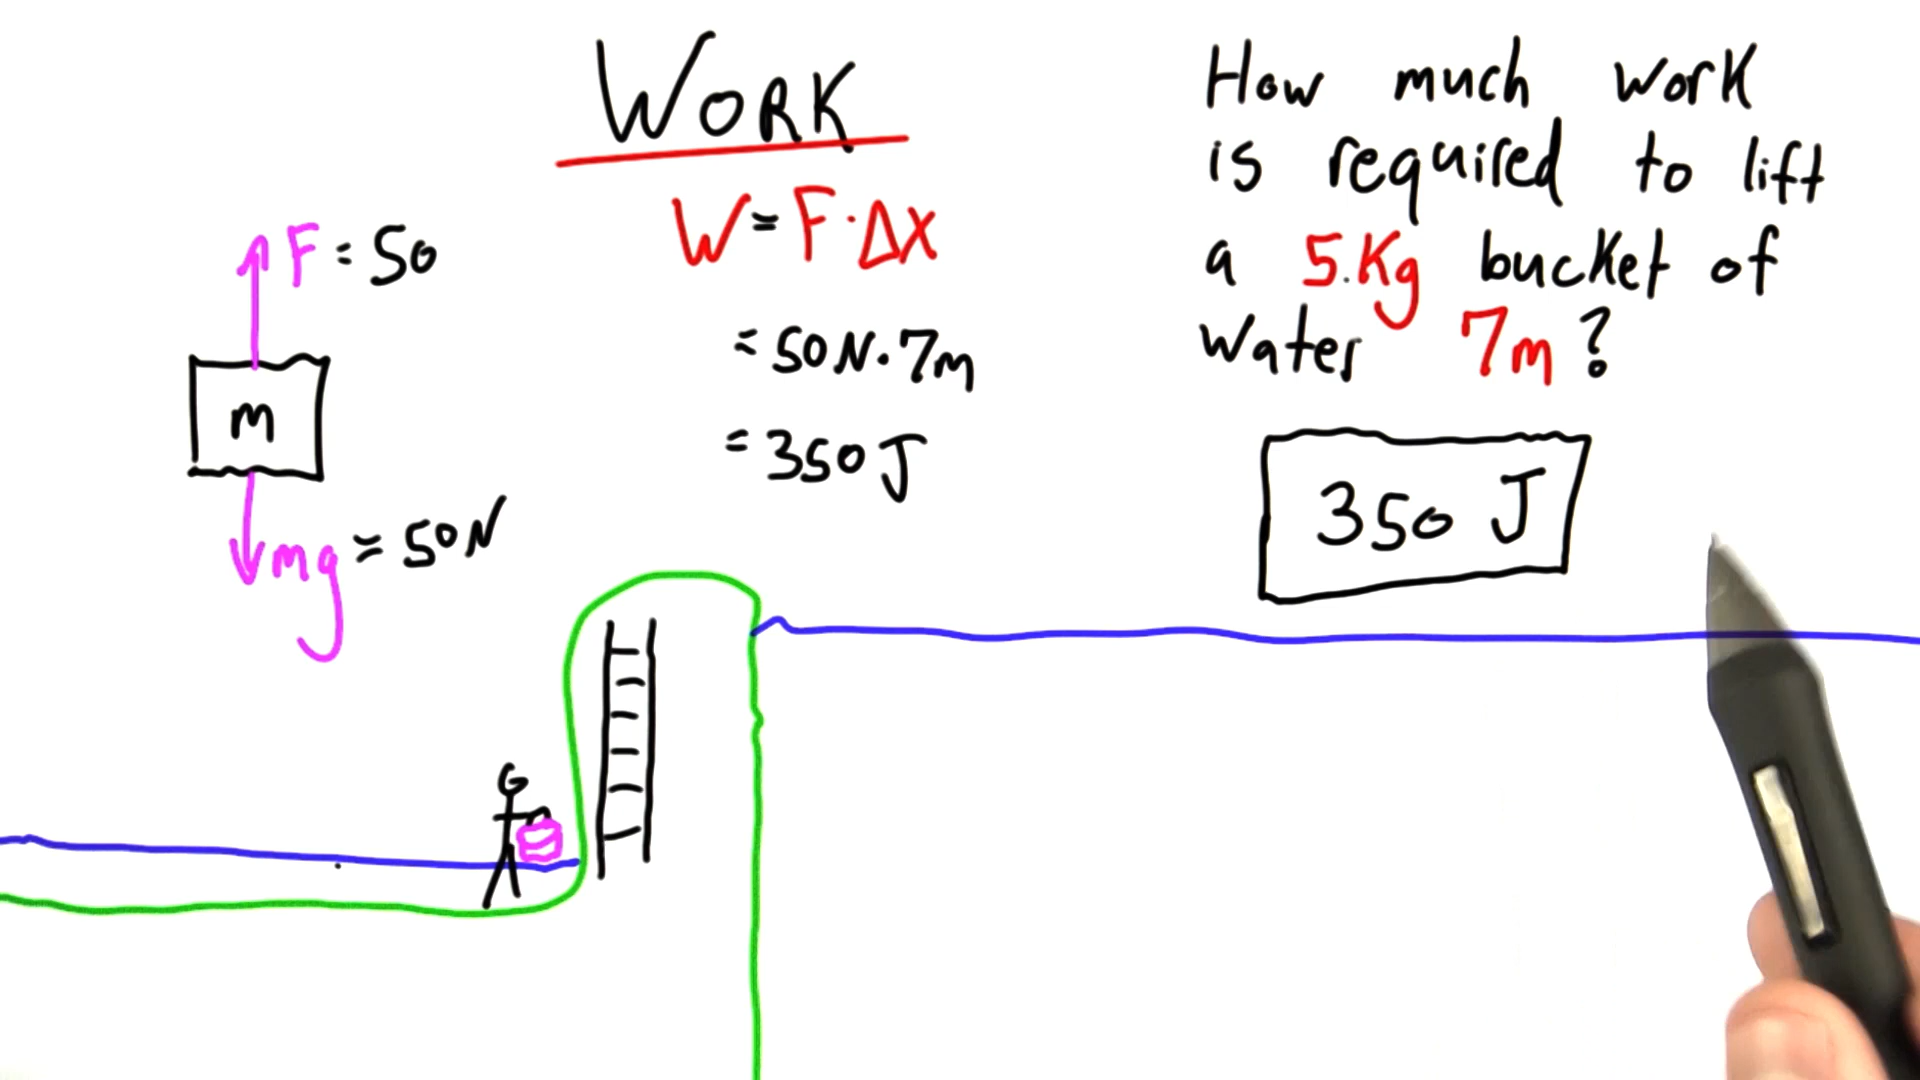 WORK
W = F · Δx
= 50N · 7m
= 350 J
F = 50
m
mg ≈ 50N
How much work
is required to lift
a 5.Kg bucket of
water 7m?
350 J